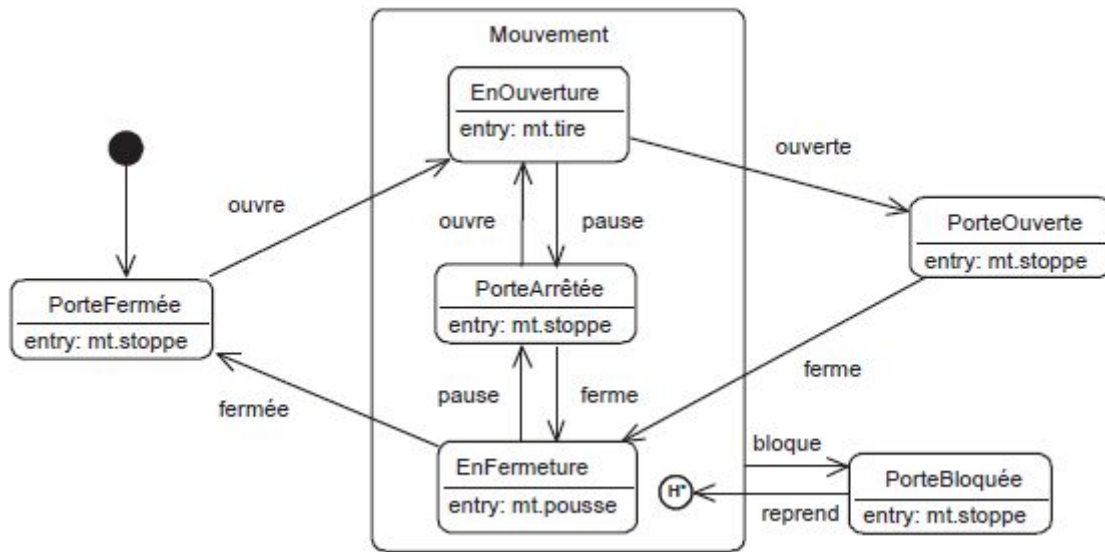 Mouvement
EnOuverture
entry: mt.tire
ouverte
ouvre
ouvre
pause
PorteOuverte
entry: mt.stoppe
PorteFermée
entry: mt.stoppe
PorteArrêtée
entry: mt.stoppe
ferme
fermée
pause
ferme
bloque
EnFermeture
entry: mt.pousse
H*
PorteBloquée
entry: mt.stoppe
reprend